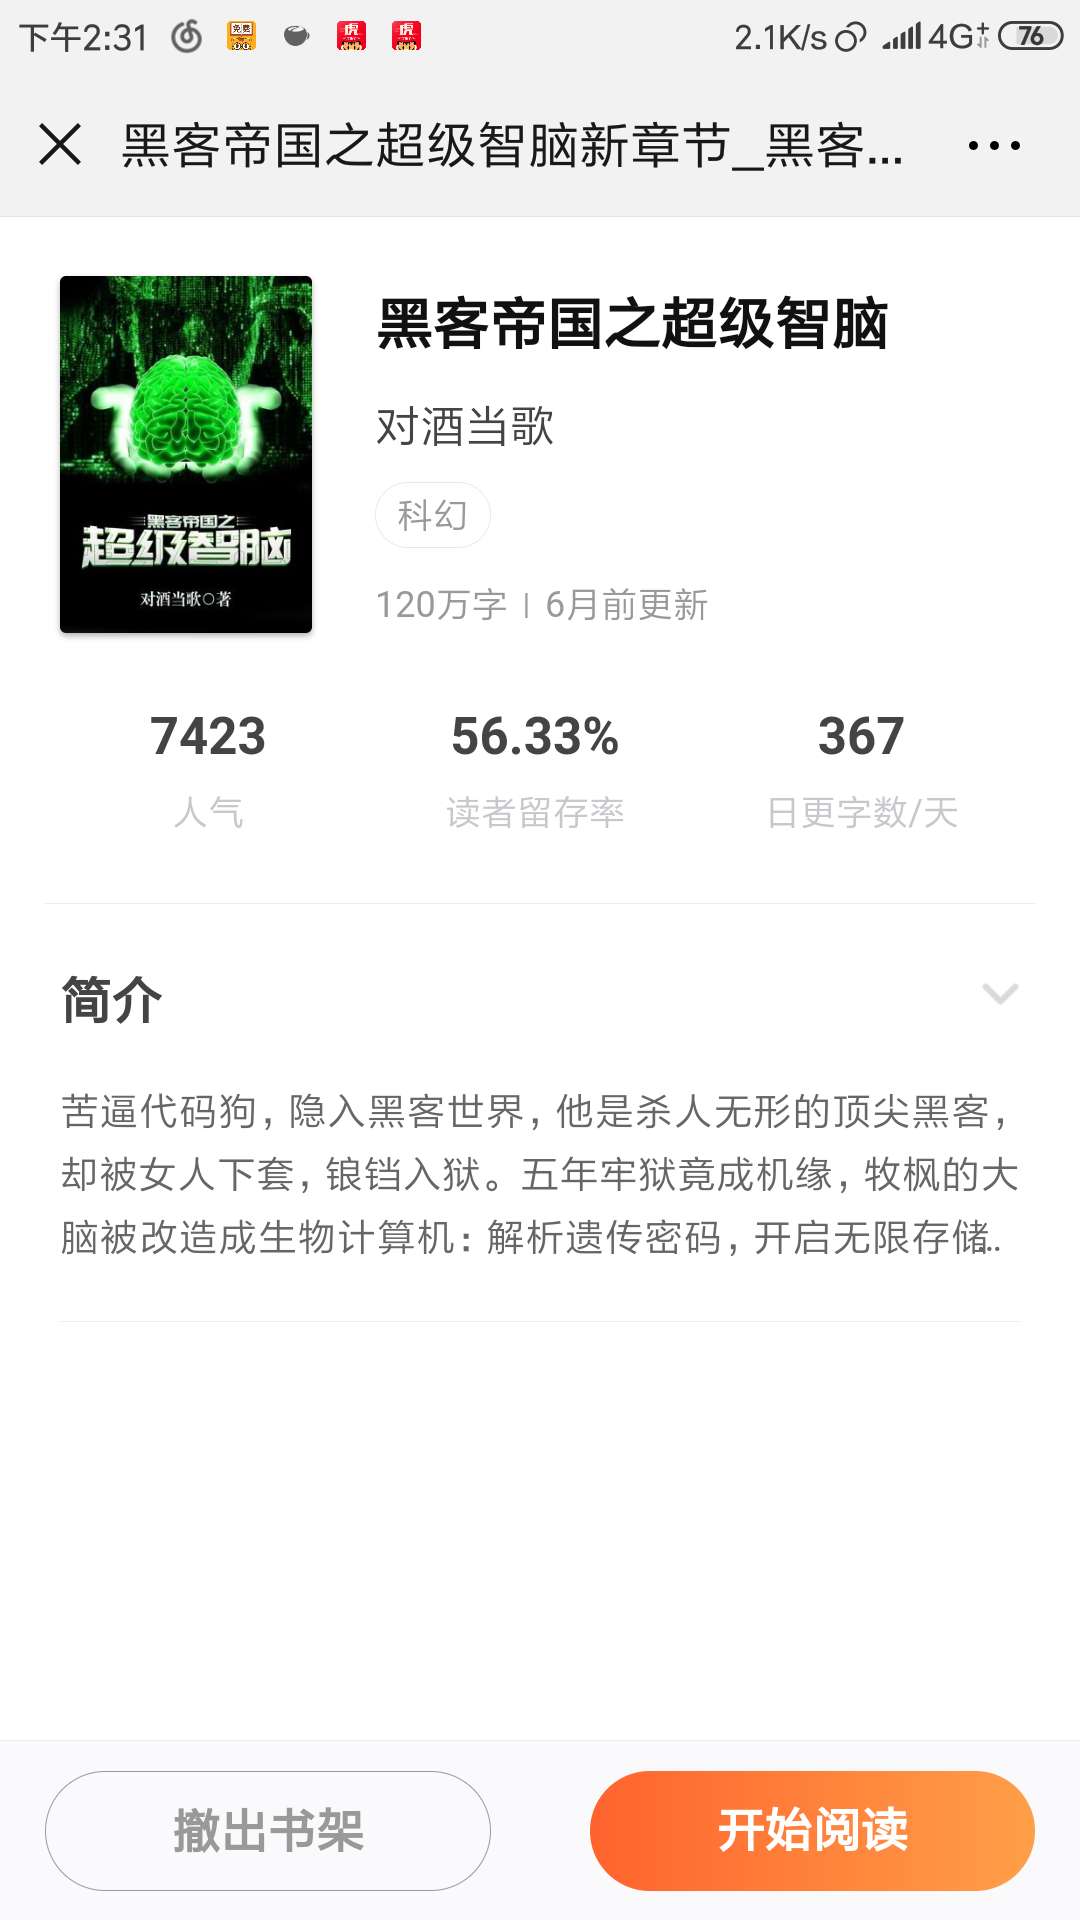 下午2:31
免费
虎
虎
2.1K/s
4G+
76
黑客帝国之超级智脑新章节_黑客...
黑客帝国之
超级智脑
对酒当歌〇著
黑客帝国之超级智脑
对酒当歌
科幻
120万字 | 6月前更新
7423 56.33% 367
人气 读者留存率 日更字数/天
简介
苦逼代码狗，隐入黑客世界，他是杀人无形的顶尖黑客，
却被女人下套，锒铛入狱。五年牢狱竟成机缘，牧枫的大
脑被改造成生物计算机：解析遗传密码，开启无限存储...
撤出书架 开始阅读